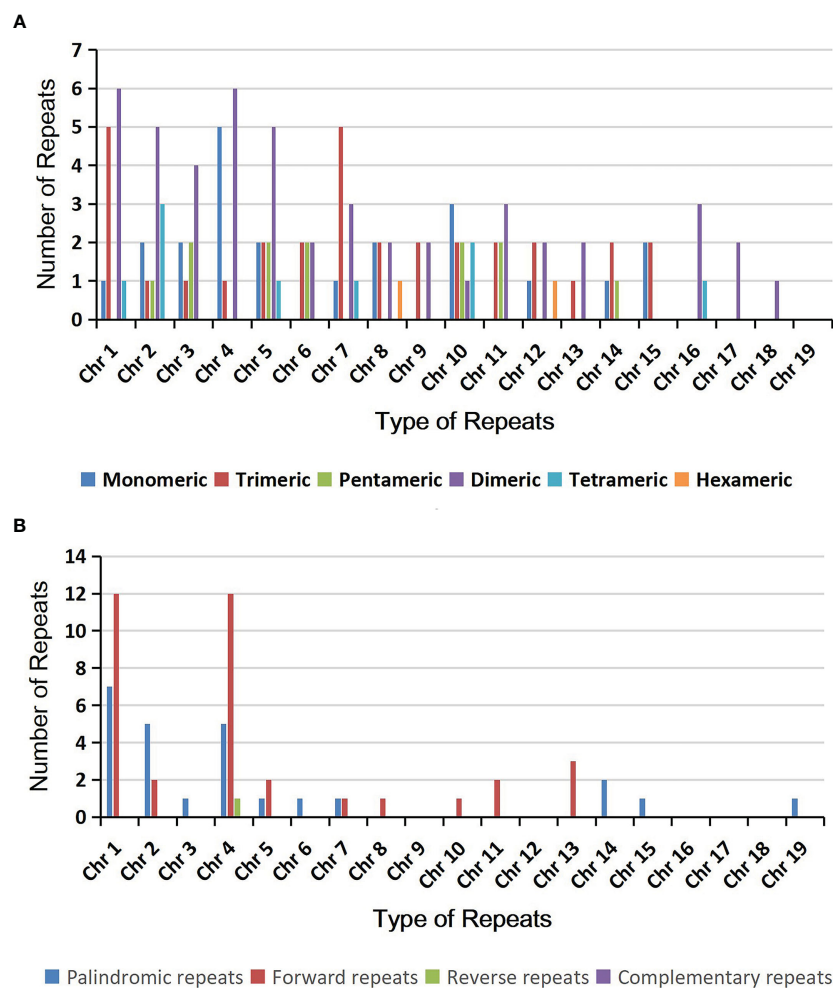 A
Number of Repeats
7
6
5
4
3
2
1
0
Chr 1 Chr 2 Chr 3 Chr 4 Chr 5 Chr 6 Chr 7 Chr 8 Chr 9 Chr 10 Chr 11 Chr 12 Chr 13 Chr 14 Chr 15 Chr 16 Chr 17 Chr 18 Chr 19
Type of Repeats
Monomeric Trimeric Pentameric Dimeric Tetrameric Hexameric
B
Number of Repeats
14
12
10
8
6
4
2
0
Chr 1 Chr 2 Chr 3 Chr 4 Chr 5 Chr 6 Chr 7 Chr 8 Chr 9 Chr 10 Chr 11 Chr 12 Chr 13 Chr 14 Chr 15 Chr 16 Chr 17 Chr 18 Chr 19
Type of Repeats
Palindromic repeats Forward repeats Reverse repeats Complementary repeats